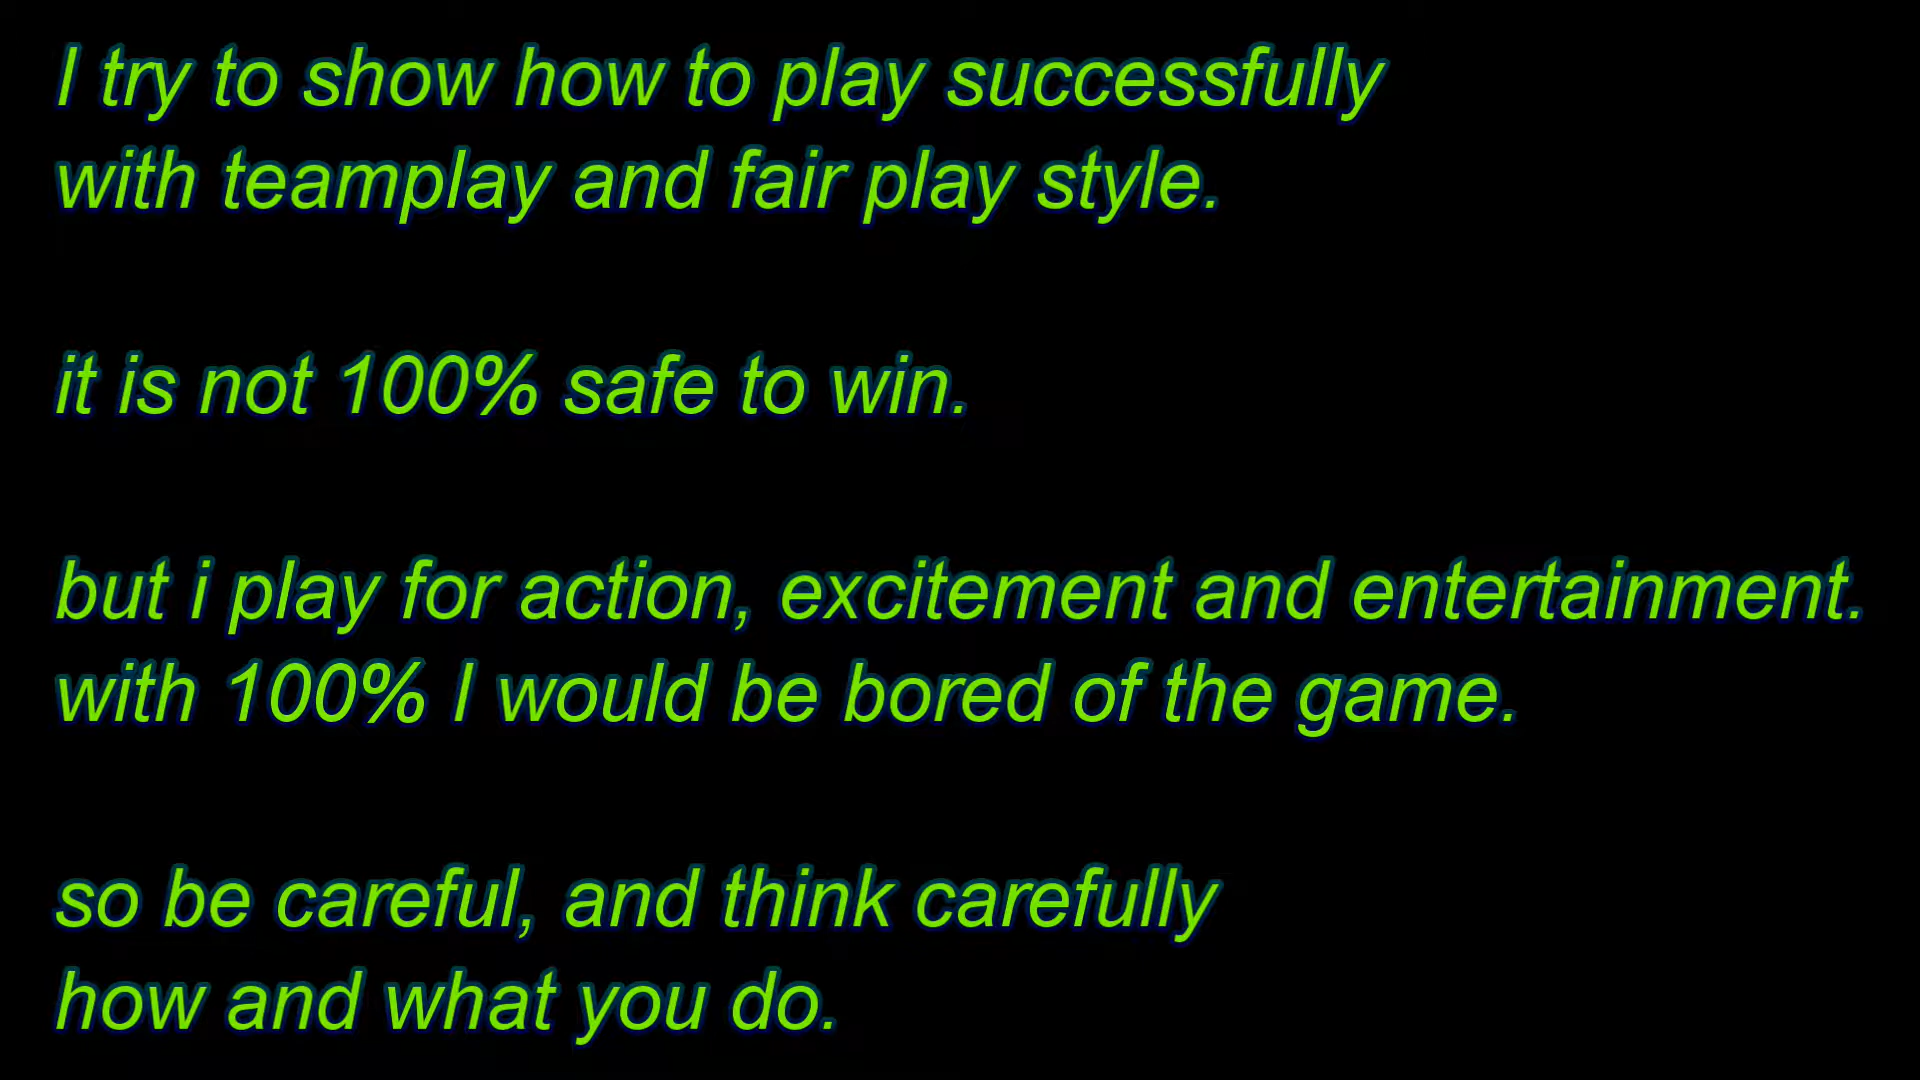 I try to show how to play successfully
with teamplay and fair play style.
it is not 100% safe to win.
but i play for action, excitement and entertainment.
with 100% I would be bored of the game.
so be careful, and think carefully
how and what you do.